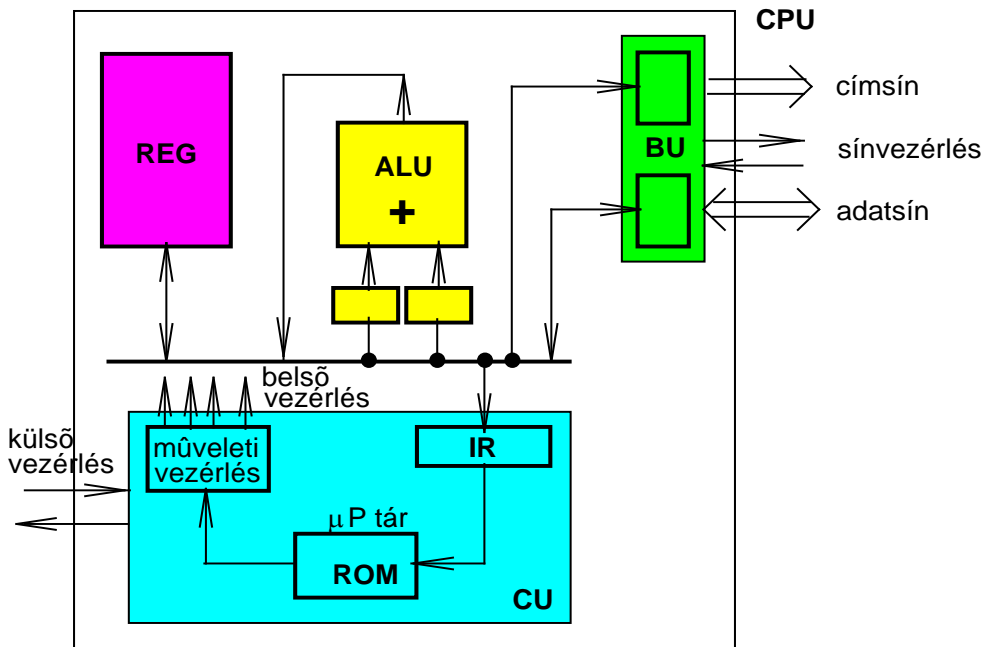 CPU
REG
ALU
+
BU
címsín
sínvezérlés
adatsín
belsõ
vezérlés
külsõ
vezérlés
mûveleti
vezérlés
IR
μP tár
ROM
CU